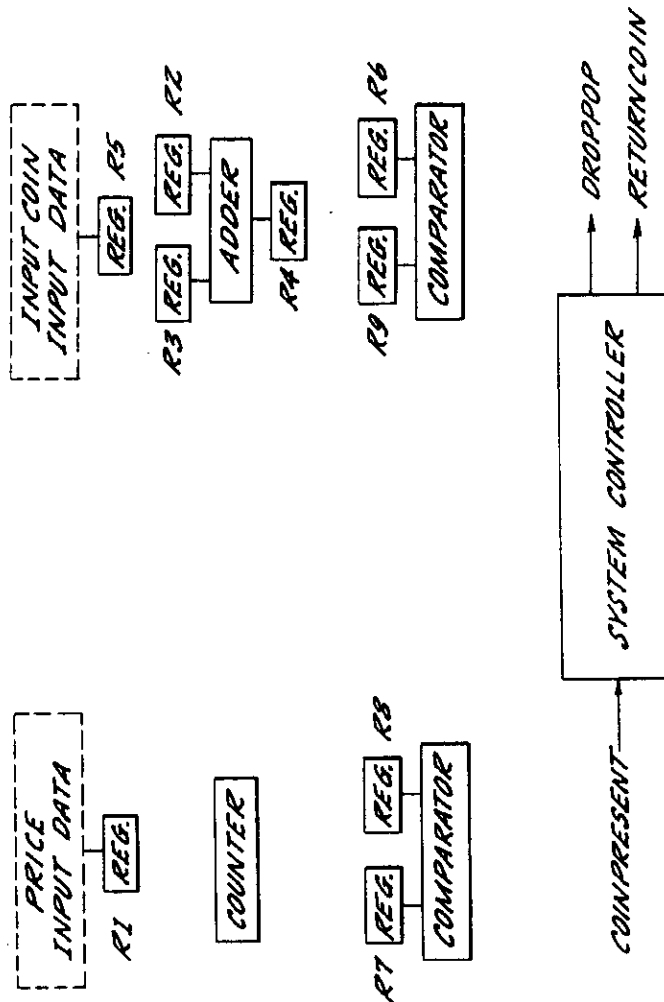 PRICE
INPUT DATA
R1
REG.
COUNTER
R7
REG.
REG.
R8
COMPARATOR
INPUT COIN
INPUT DATA
REG.
R5
R3
REG.
REG.
R2
ADDER
R4
REG.
R9
REG.
REG.
R6
COMPARATOR
COINPRESENT
SYSTEM CONTROLLER
DROPPOP
RETURNCOIN